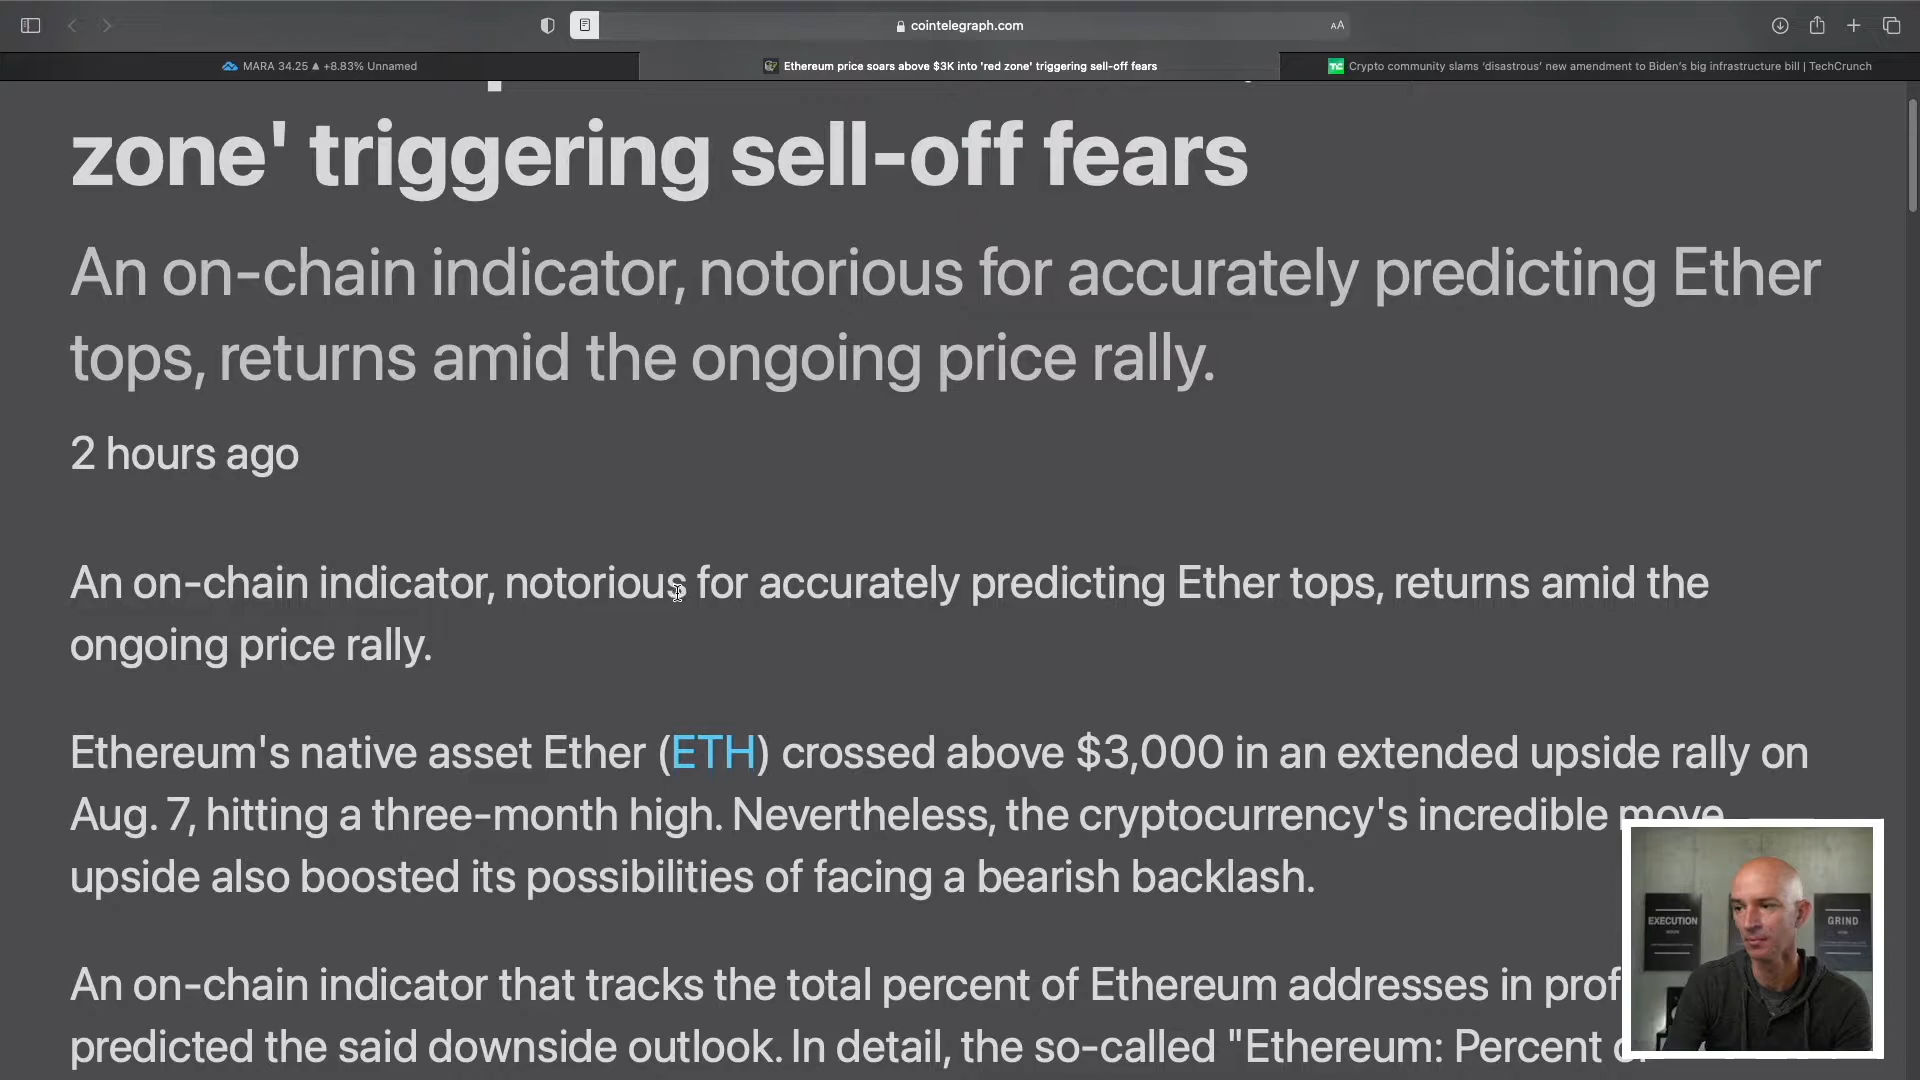 cointelegraph.com
AA
MARA 34.25 ▲ +8.83% Unnamed
Ethereum price soars above $3K into 'red zone' triggering sell-off fears
TC
Crypto community slams ‘disastrous’ new amendment to Biden’s big infrastructure bill | TechCrunch
zone' triggering sell-off fears
An on-chain indicator, notorious for accurately predicting Ether
tops, returns amid the ongoing price rally.
2 hours ago
An on-chain indicator, notorious for accurately predicting Ether tops, returns amid the
ongoing price rally.
Ethereum's native asset Ether (ETH) crossed above $3,000 in an extended upside rally on
Aug. 7, hitting a three-month high. Nevertheless, the cryptocurrency's incredible move
upside also boosted its possibilities of facing a bearish backlash.
An on-chain indicator that tracks the total percent of Ethereum addresses in prof
predicted the said downside outlook. In detail, the so-called "Ethereum: Percent
EXECUTION
GRIND